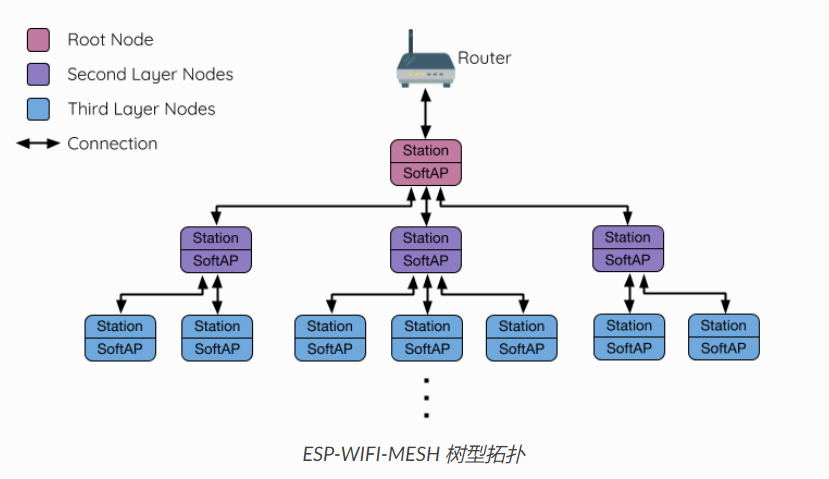 Root Node
Second Layer Nodes
Third Layer Nodes
Connection
Router
Station
SoftAP
Station
SoftAP
Station
SoftAP
Station
SoftAP
Station
SoftAP
Station
SoftAP
Station
SoftAP
Station
SoftAP
Station
SoftAP
Station
SoftAP
Station
SoftAP
ESP-WIFI-MESH 树型拓扑